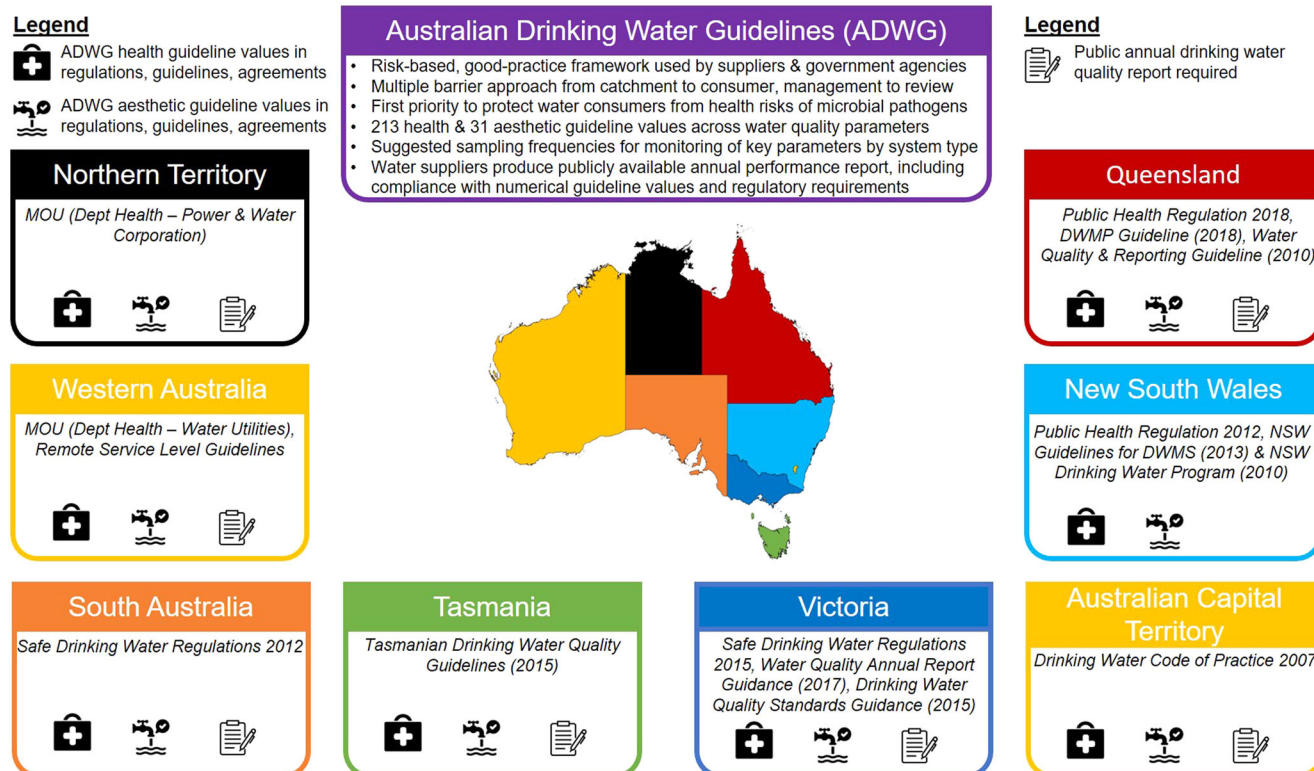 Legend
ADWG health guideline values in
regulations, guidelines, agreements
ADWG aesthetic guideline values in
regulations, guidelines, agreements
Australian Drinking Water Guidelines (ADWG)
• Risk-based, good-practice framework used by suppliers & government agencies
• Multiple barrier approach from catchment to consumer, management to review
• First priority to protect water consumers from health risks of microbial pathogens
• 213 health & 31 aesthetic guideline values across water quality parameters
• Suggested sampling frequencies for monitoring of key parameters by system type
• Water suppliers produce publicly available annual performance report, including
compliance with numerical guideline values and regulatory requirements
Legend
Public annual drinking water
quality report required
Northern Territory
MOU (Dept Health – Power & Water
Corporation)
Queensland
Public Health Regulation 2018,
DWMP Guideline (2018), Water
Quality & Reporting Guideline (2010)
Western Australia
MOU (Dept Health – Water Utilities),
Remote Service Level Guidelines
New South Wales
Public Health Regulation 2012, NSW
Guidelines for DWMS (2013) & NSW
Drinking Water Program (2010)
South Australia
Safe Drinking Water Regulations 2012
Tasmania
Tasmanian Drinking Water Quality
Guidelines (2015)
Victoria
Safe Drinking Water Regulations
2015, Water Quality Annual Report
Guidance (2017), Drinking Water
Quality Standards Guidance (2015)
Australian Capital
Territory
Drinking Water Code of Practice 2007